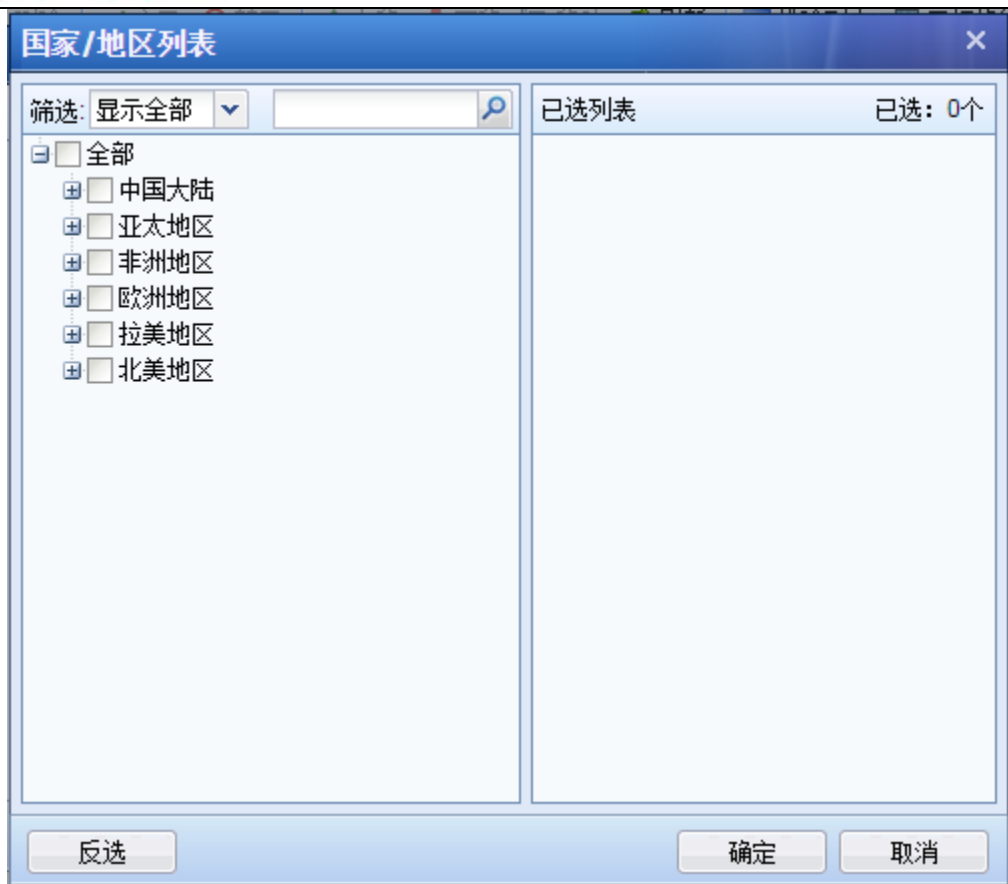 国家/地区列表
筛选: 显示全部
已选列表 已选: 0个
全部
中国大陆
亚太地区
非洲地区
欧洲地区
拉美地区
北美地区
反选 确定 取消